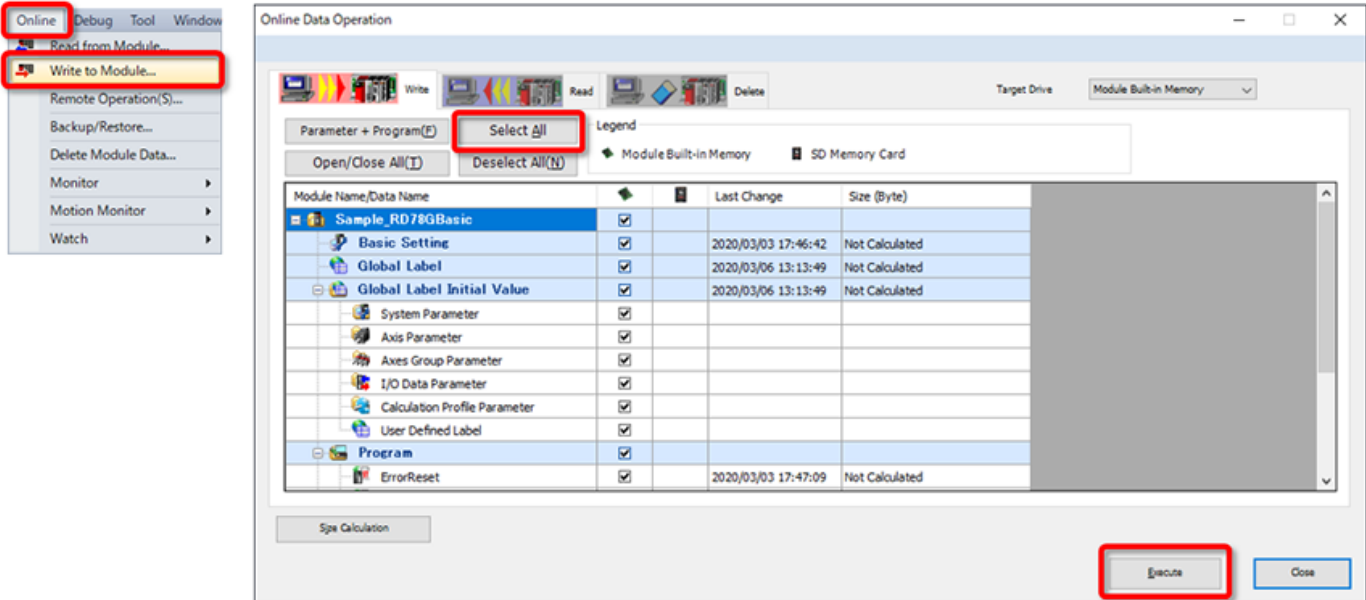 Online Debug Tool Window
Read from Module...
Write to Module...
Remote Operation(S)...
Backup/Restore...
Delete Module Data...
Monitor
Motion Monitor
Watch
Online Data Operation
Write Read Delete Target Drive Module Built-in Memory
Parameter + Program(F) Select All Legend
Module Built-in Memory SD Memory Card
Open/Close All(T) Deselect All(N)
Module Name/Data Name Last Change Size (Byte)
Sample_RD78GBasic
Basic Setting 2020/03/03 17:46:42 Not Calculated
Global Label 2020/03/06 13:13:49 Not Calculated
Global Label Initial Value 2020/03/06 13:13:49 Not Calculated
System Parameter
Axis Parameter
Axes Group Parameter
I/O Data Parameter
Calculation Profile Parameter
User Defined Label
Program
ErrorReset 2020/03/03 17:47:09 Not Calculated
Size Calculation
Execute Close